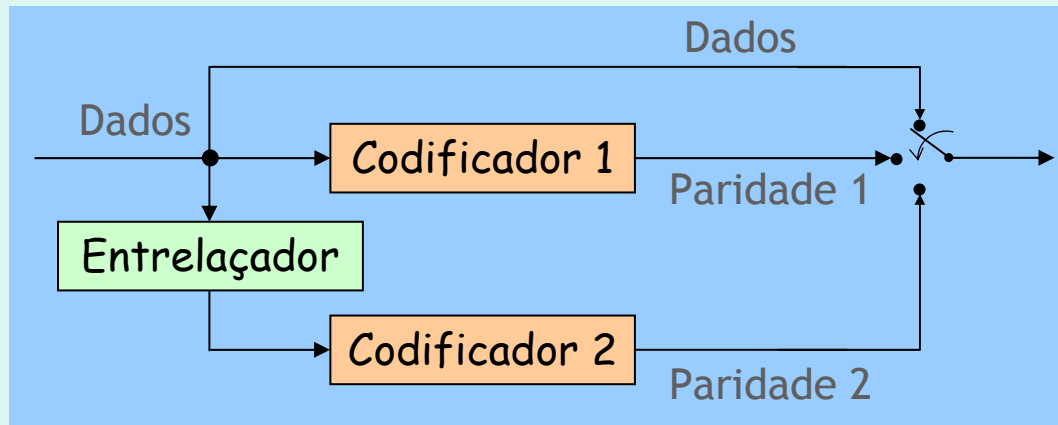 Dados
Dados
Codificador 1
Paridade 1
Entrelaçador
Codificador 2
Paridade 2